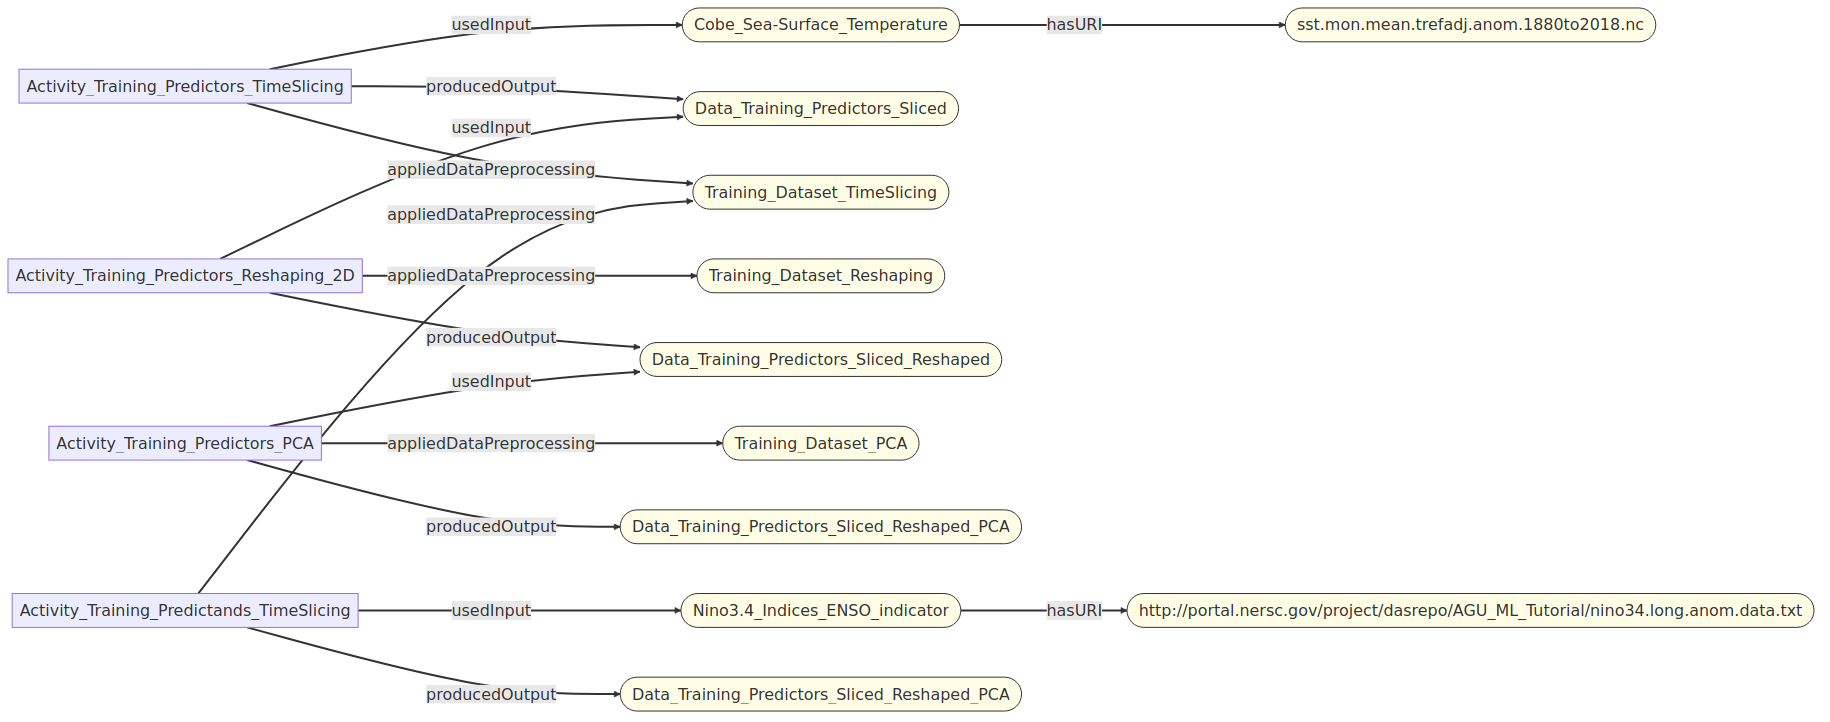 usedInput
Cobe_Sea-Surface_Temperature
hasURI
sst.mon.mean.trefadj.anom.1880to2018.nc
Activity_Training_Predictors_TimeSlicing
producedOutput
Data_Training_Predictors_Sliced
usedInput
appliedDataPreprocessing
Training_Dataset_TimeSlicing
appliedDataPreprocessing
Activity_Training_Predictors_Reshaping_2D
appliedDataPreprocessing
Training_Dataset_Reshaping
producedOutput
Data_Training_Predictors_Sliced_Reshaped
usedInput
Activity_Training_Predictors_PCA
appliedDataPreprocessing
Training_Dataset_PCA
producedOutput
Data_Training_Predictors_Sliced_Reshaped_PCA
Activity_Training_Predictands_TimeSlicing
usedInput
Nino3.4_Indices_ENSO_indicator
hasURI
http://portal.nersc.gov/project/dasrepo/AGU_ML_Tutorial/nino34.long.anom.data.txt
producedOutput
Data_Training_Predictors_Sliced_Reshaped_PCA